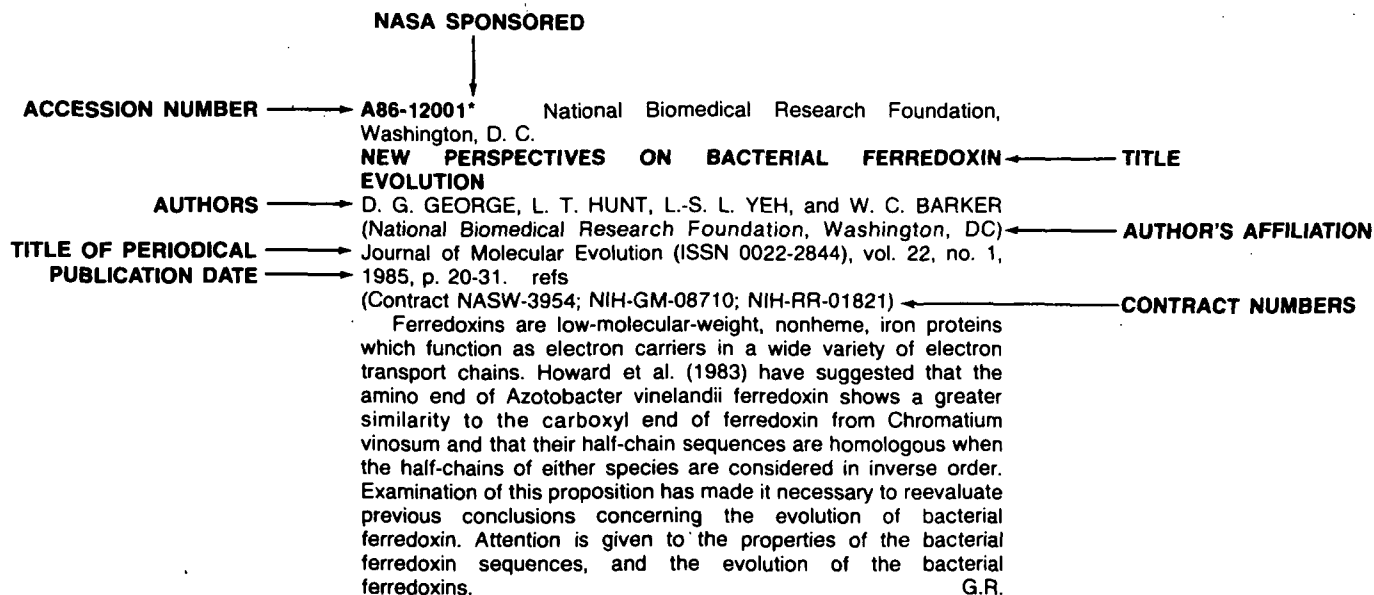 NASA SPONSORED
ACCESSION NUMBER
A86-12001* National Biomedical Research Foundation,
Washington, D. C.
NEW PERSPECTIVES ON BACTERIAL FERREDOXIN
TITLE
EVOLUTION
AUTHORS
D. G. GEORGE, L. T. HUNT, L.-S. L. YEH, and W. C. BARKER
(National Biomedical Research Foundation, Washington, DC)
AUTHOR'S AFFILIATION
TITLE OF PERIODICAL
Journal of Molecular Evolution (ISSN 0022-2844), vol. 22, no. 1,
PUBLICATION DATE
1985, p. 20-31. refs
(Contract NASW-3954; NIH-GM-08710; NIH-RR-01821)
CONTRACT NUMBERS
Ferredoxins are low-molecular-weight, nonheme, iron proteins
which function as electron carriers in a wide variety of electron
transport chains. Howard et al. (1983) have suggested that the
amino end of Azotobacter vinelandii ferredoxin shows a greater
similarity to the carboxyl end of ferredoxin from Chromatium
vinosum and that their half-chain sequences are homologous when
the half-chains of either species are considered in inverse order.
Examination of this proposition has made it necessary to reevaluate
previous conclusions concerning the evolution of bacterial
ferredoxin. Attention is given to the properties of the bacterial
ferredoxin sequences, and the evolution of the bacterial
ferredoxins. G.R.